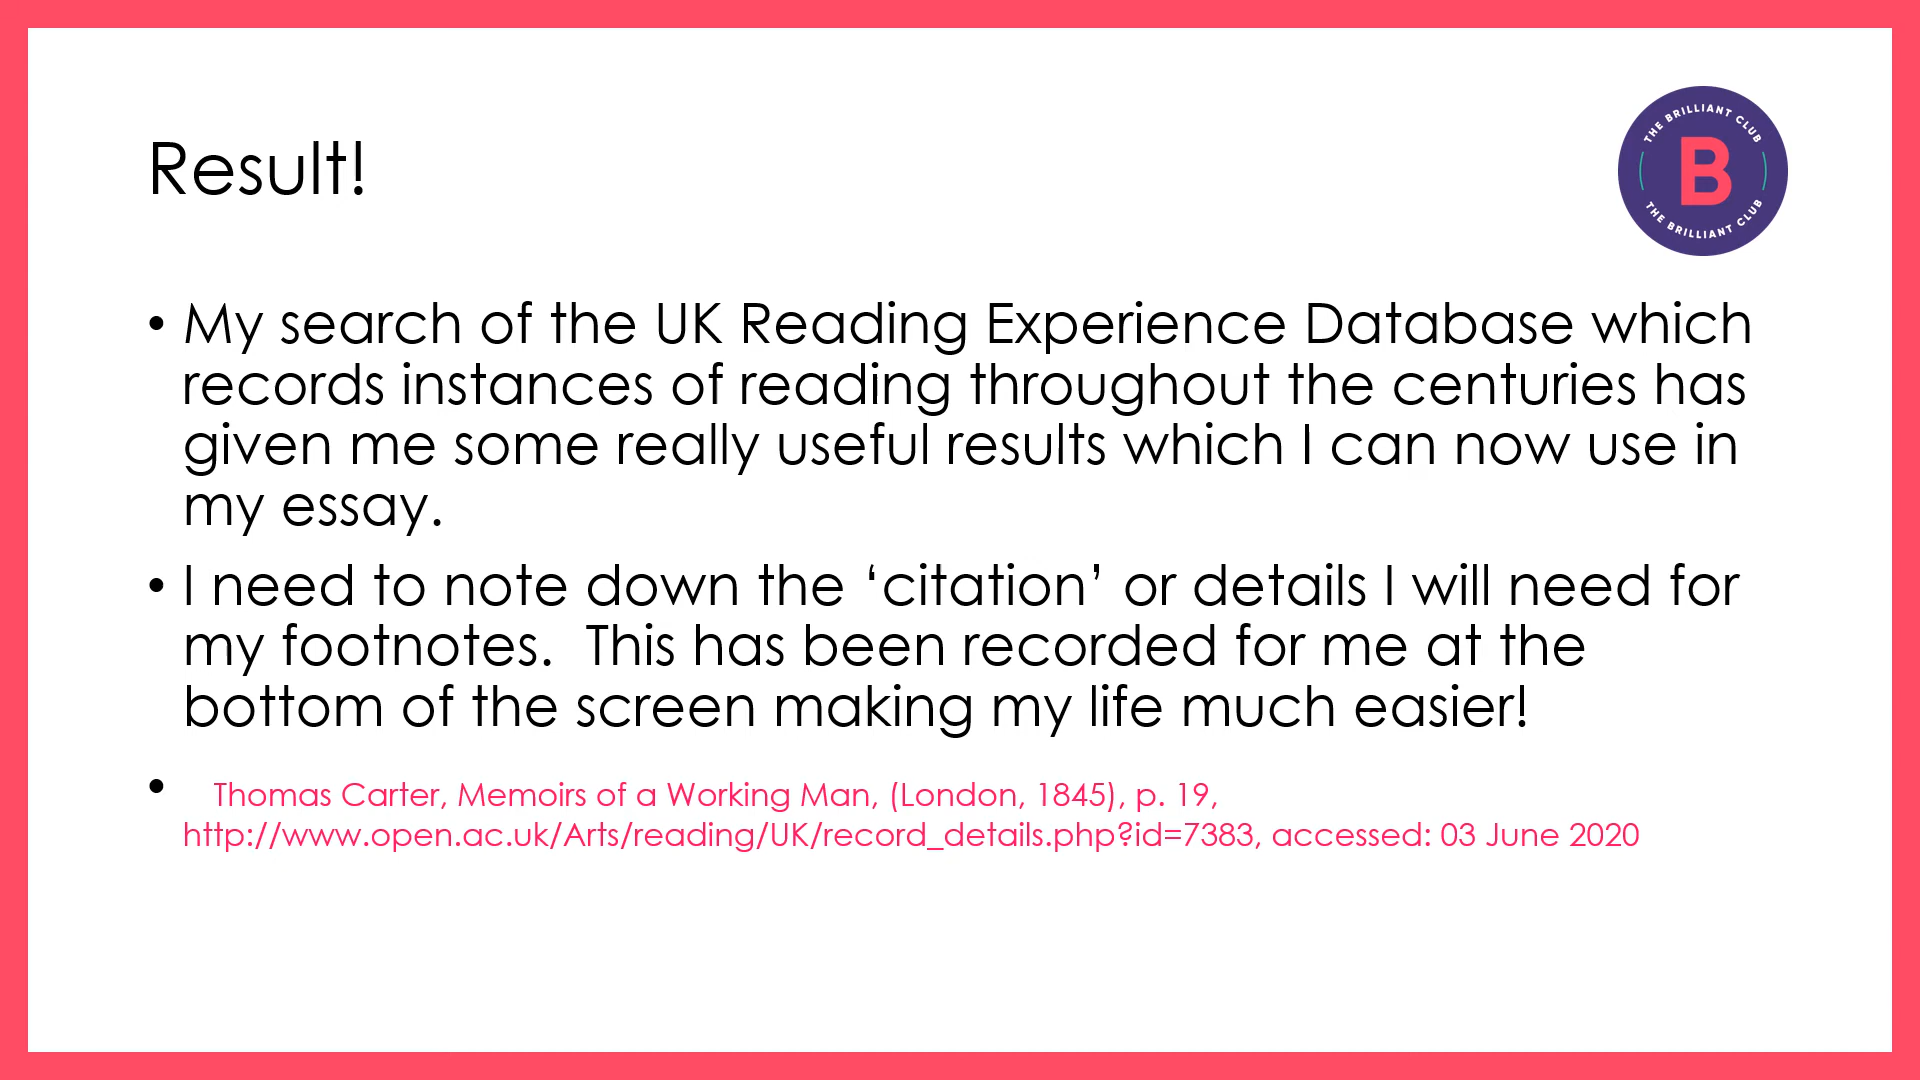 THE BRILLIANT CLUB
B
THE BRILLIANT CLUB
Result!
• My search of the UK Reading Experience Database which
records instances of reading throughout the centuries has
given me some really useful results which I can now use in
my essay.
• I need to note down the ‘citation’ or details I will need for
my footnotes.  This has been recorded for me at the
bottom of the screen making my life much easier!
• Thomas Carter, Memoirs of a Working Man, (London, 1845), p. 19,
http://www.open.ac.uk/Arts/reading/UK/record_details.php?id=7383, accessed: 03 June 2020